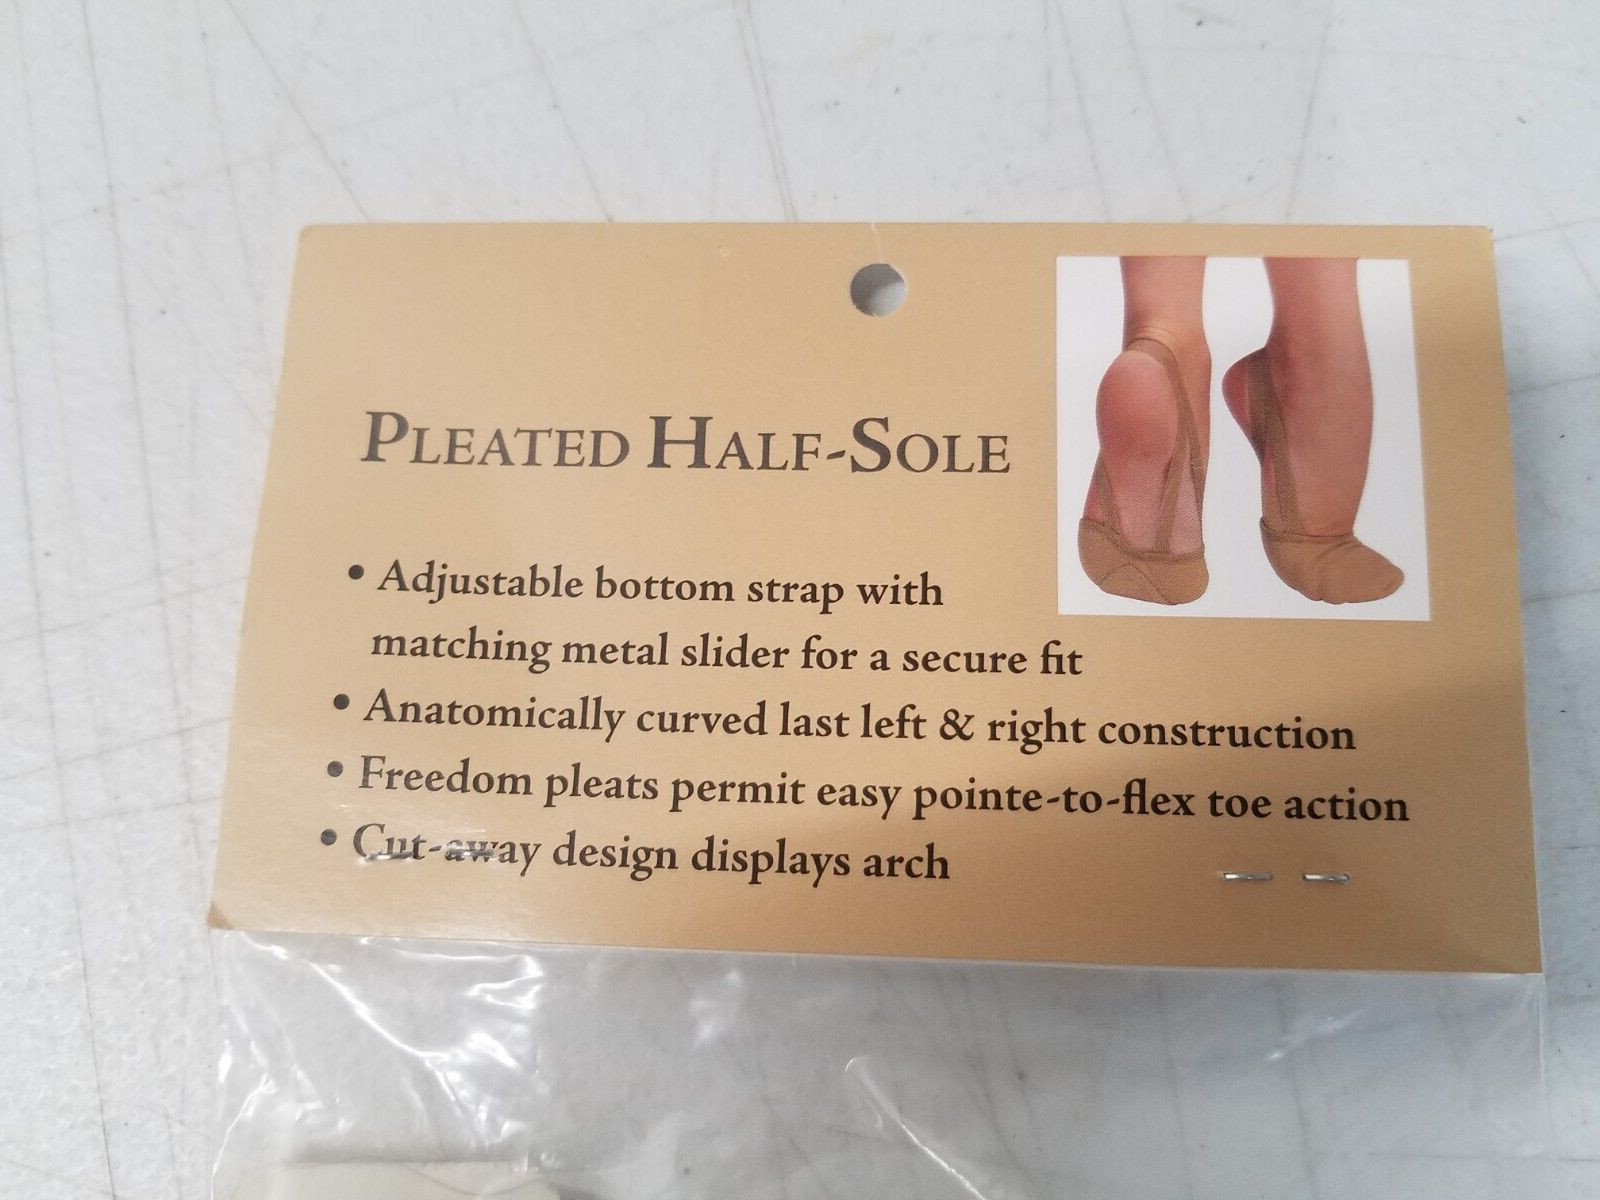 PLEATED HALF-SOLE
• Adjustable bottom strap with
matching metal slider for a secure fit
• Anatomically curved last left & right construction
• Freedom pleats permit easy pointe-to-flex toe action
• Cut-away design displays arch